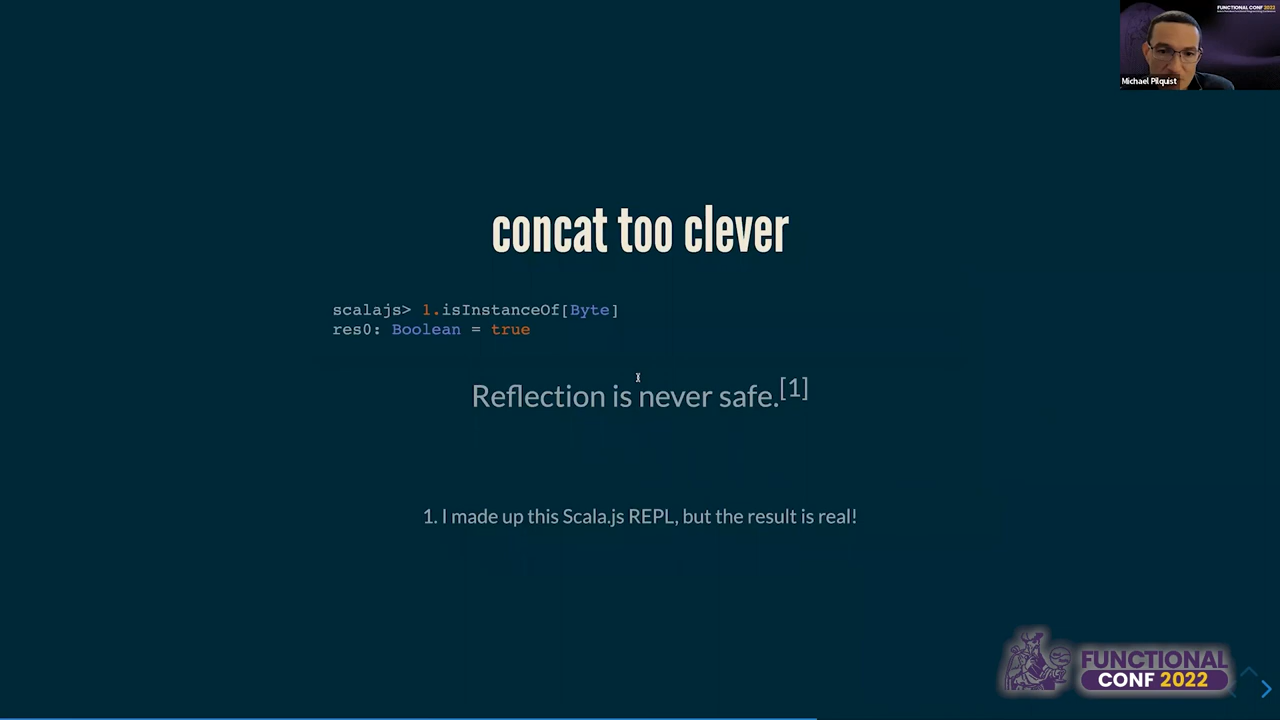 FUNCTIONAL CONF 2022
Michael Pilquist
concat too clever
scalajs> 1.isInstanceOf[Byte]
res0: Boolean = true
Reflection is never safe.[1]
1. I made up this Scala.js REPL, but the result is real!
FUNCTIONAL
CONF 2022